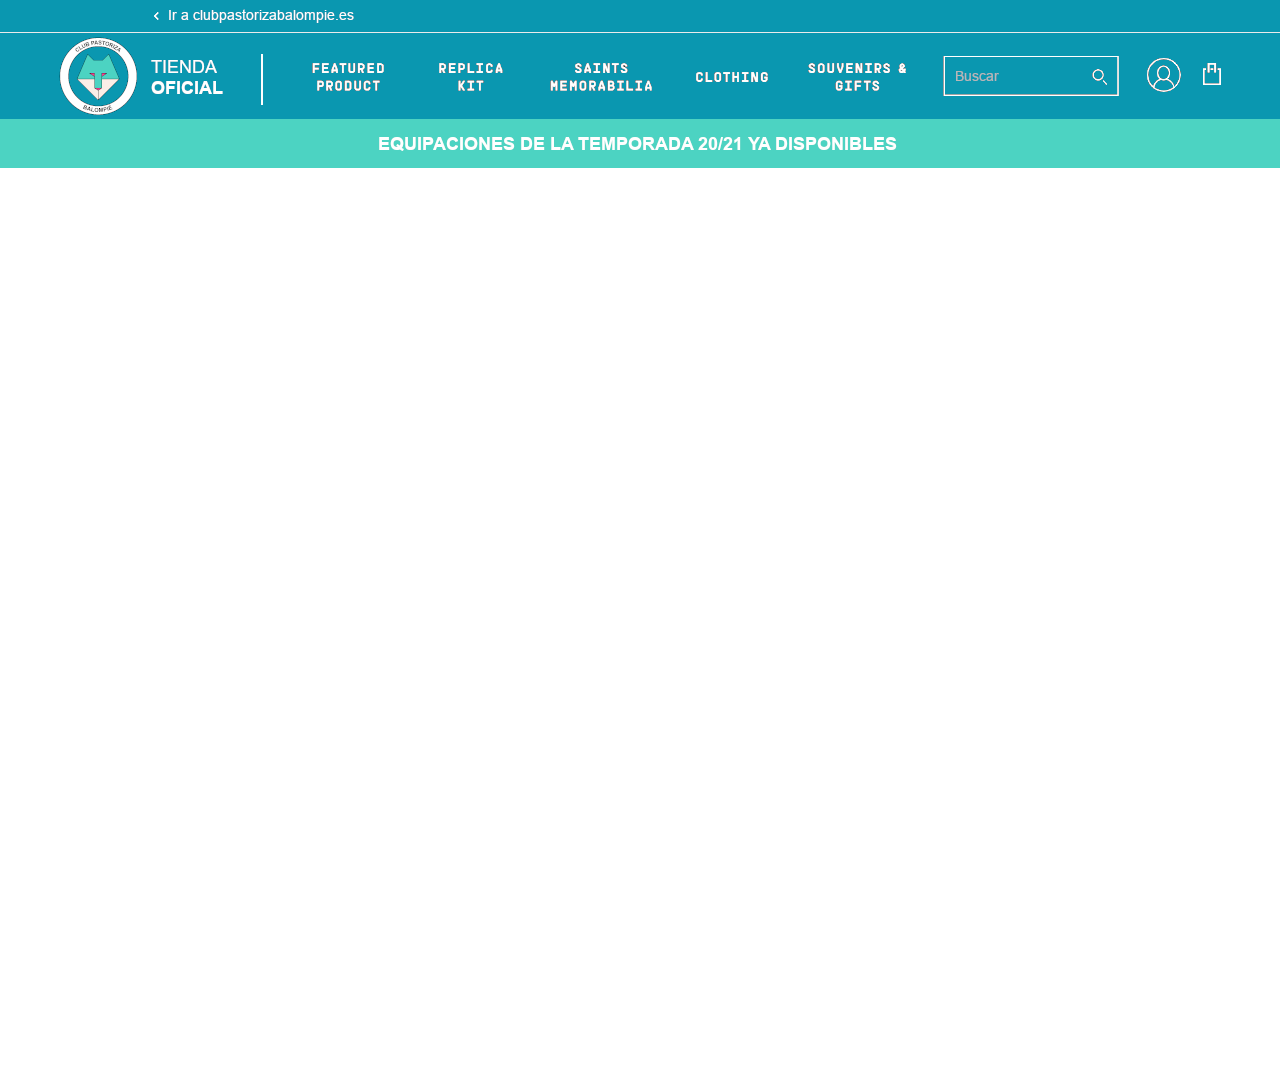 Ir a clubpastorizabalompie.es
CLUB PASTORIZA
BALOMPIE
TIENDA
OFICIAL
FEATURED
PRODUCT
REPLICA
KIT
SAINTS
MEMORABILIA
CLOTHING
SOUVENIRS &
GIFTS
Buscar
EQUIPACIONES DE LA TEMPORADA 20/21 YA DISPONIBLES